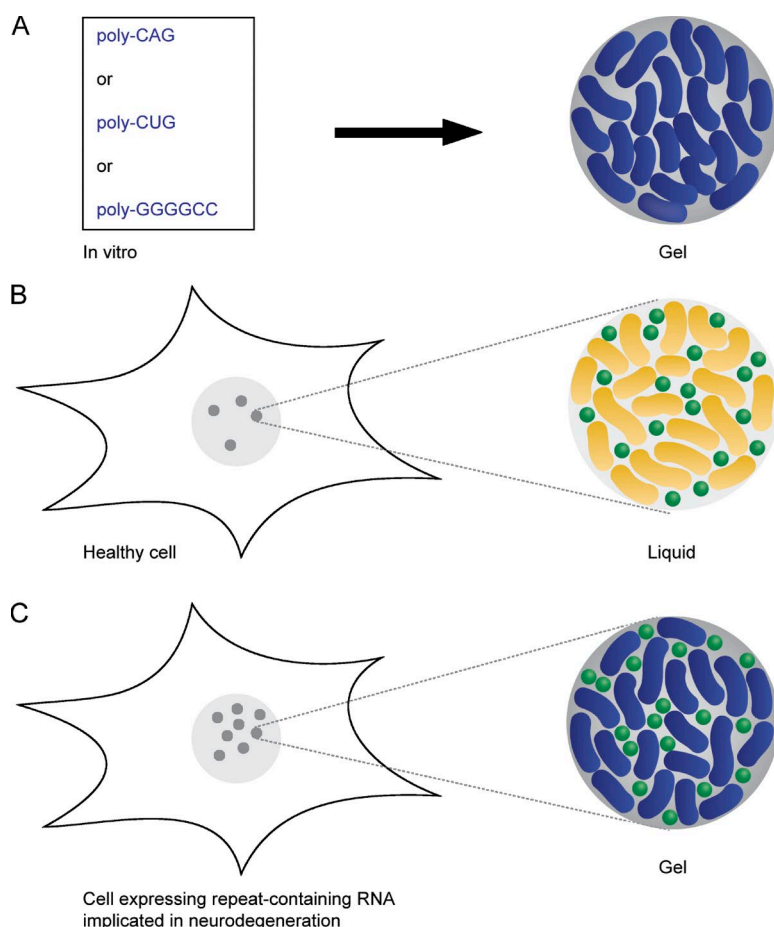 A
poly-CAG
or
poly-CUG
or
poly-GGGGCC
In vitro
Gel
B
Healthy cell
Liquid
C
Gel
Cell expressing repeat-containing RNA
implicated in neurodegeneration